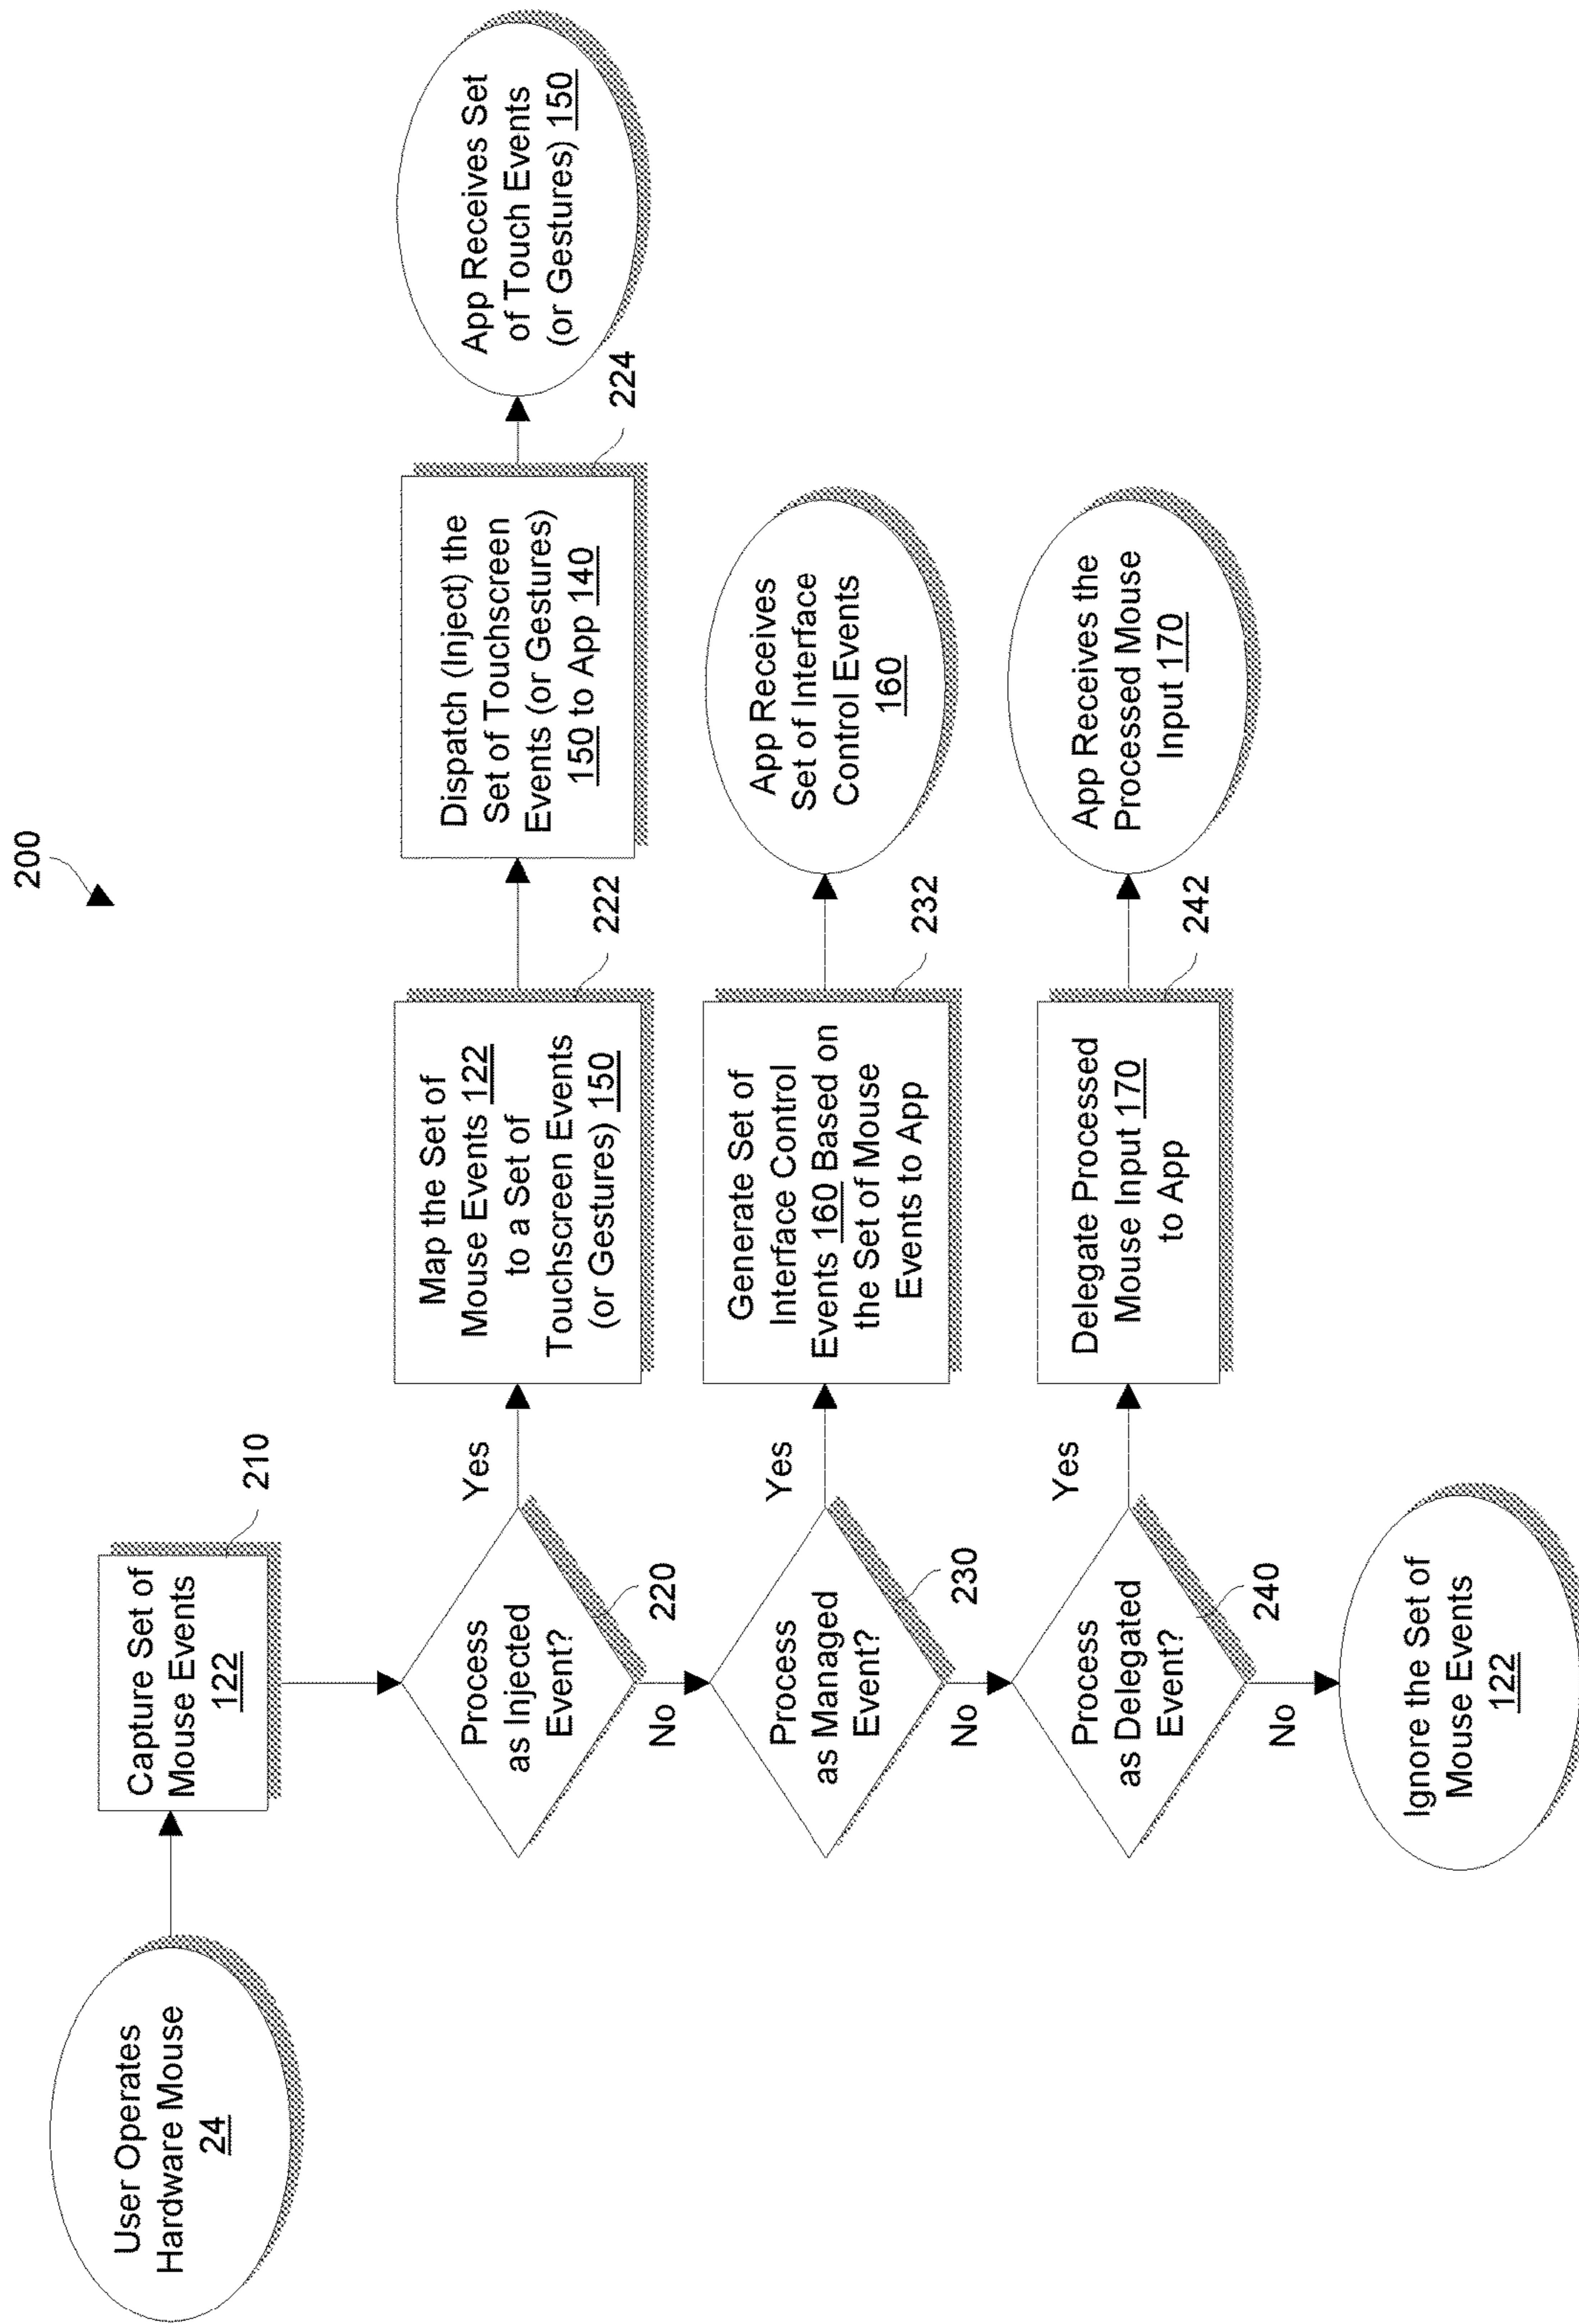 200
User Operates
Hardware Mouse
24
Capture Set of
Mouse Events
122
210
Process
as Injected
Event?
220
Yes
No
Map the Set of
Mouse Events 122
to a Set of
Touchscreen Events
(or Gestures) 150
222
Dispatch (Inject) the
Set of Touchscreen
Events (or Gestures)
150 to App 140
224
App Receives Set
of Touch Events
(or Gestures) 150
Process
as Managed
Event?
230
Yes
No
Generate Set of
Interface Control
Events 160 Based on
the Set of Mouse
Events to App
232
App Receives
Set of Interface
Control Events
160
Process
as Delegated
Event?
240
Yes
No
Delegate Processed
Mouse Input 170
to App
242
App Receives the
Processed Mouse
Input 170
Ignore the Set of
Mouse Events
122